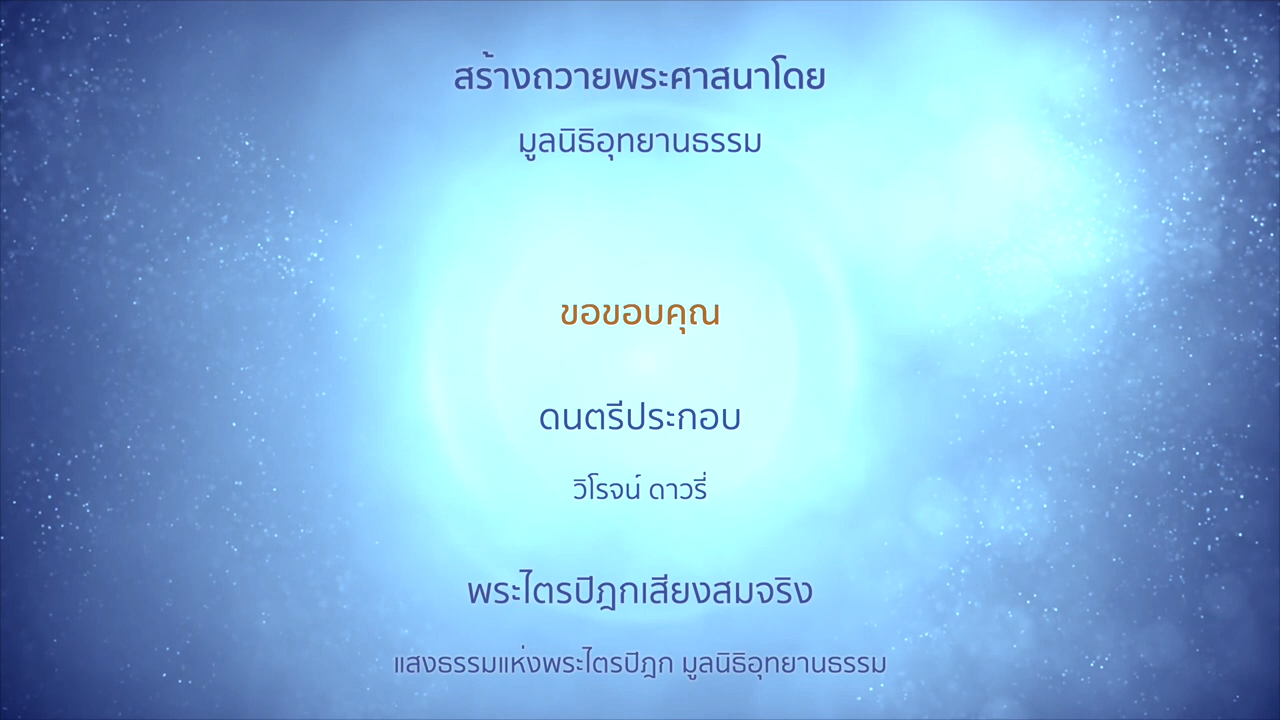 สร้างถวายพระศาสนาโดย
มูลนิธิอุทยานธรรม
ขอขอบคุณ
ดนตรีประกอบ
วิโรจน์ ดาวรี่
พระไตรปิฎกเสียงสมจริง
แสงธรรมแห่งพระไตรปิฎก มูลนิธิอุทยานธรรม